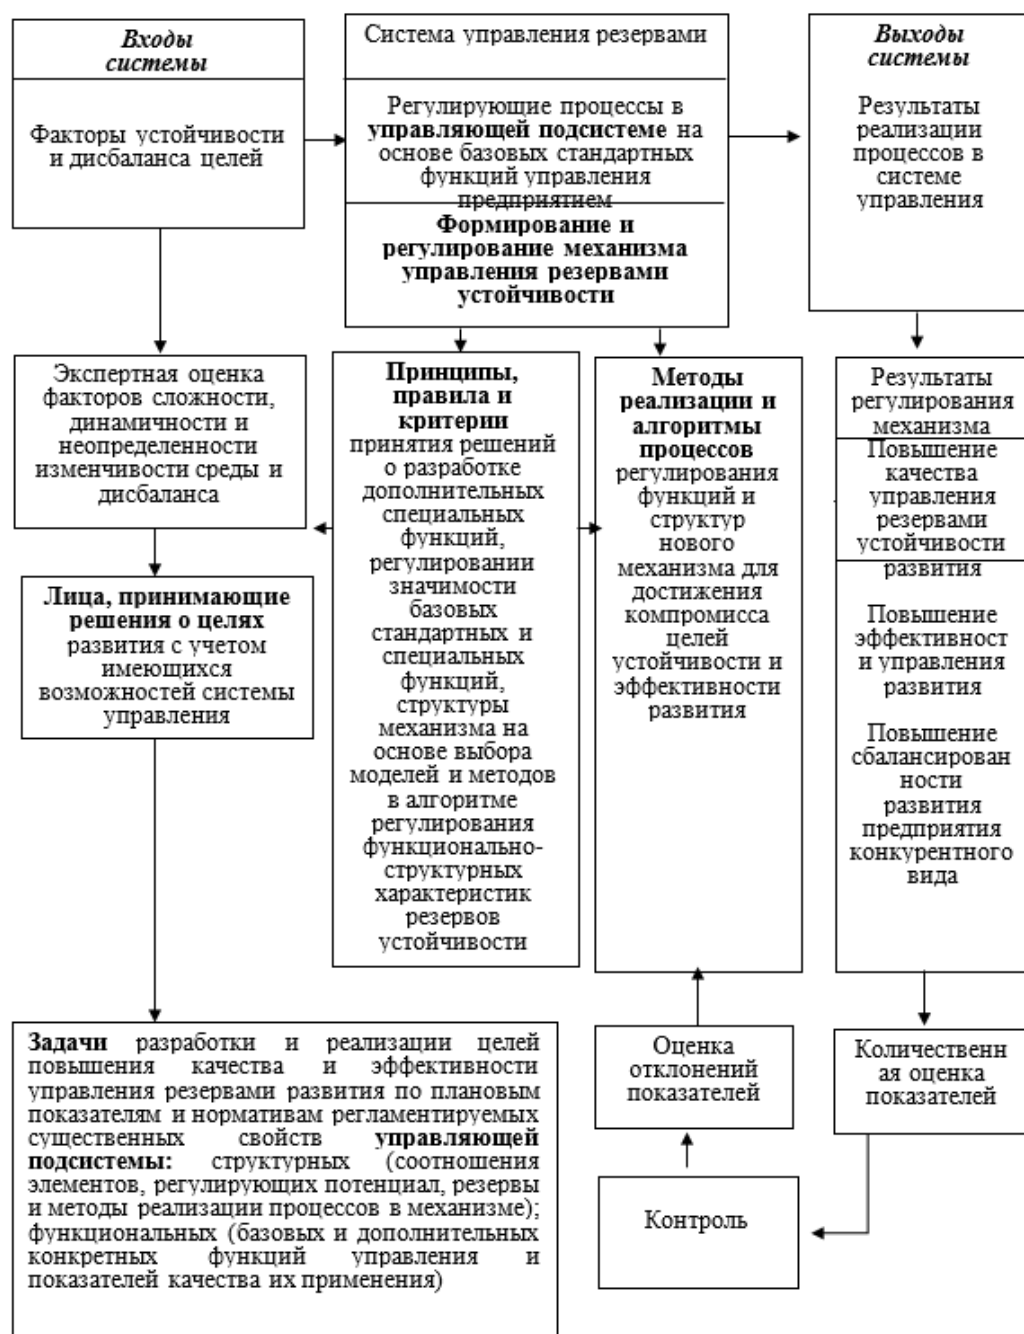 Входы
системы
Факторы устойчивости
и дисбаланса целей
Система управления резервами
Регулирующие процессы в
управляющей подсистеме на
основе базовых стандартных
функций управления
предприятием
Формирование и
регулирование механизма
управления резервами
устойчивости
Выходы
системы
Результаты
реализации
процессов в
системе
управления
Экспертная оценка
факторов сложности,
динамичности и
неопределенности
изменчивости среды и
дисбаланса
Лица, принимающие
решения о целях
развития с учетом
имеющихся
возможностей системы
управления
Принципы,
правила и
критерии
принятия решений
о разработке
дополнительных
специальных
функций,
регулировании
значимости
базовых
стандартных и
специальных
функций,
структуры
механизма на
основе выбора
моделей и методов
в алгоритме
регулирования
функционально-
структурных
характеристик
резервов
устойчивости
Методы
реализации и
алгоритмы
процессов
регулирования
функций и
структур
нового
механизма для
достижения
компромисса
целей
устойчивости и
эффективности
развития
Результаты
регулирования
механизма
Повышение
качества
управления
резервами
устойчивости
развития
Повышение
эффективност
и управления
развития
Повышение
сбалансирован
ности
развития
предприятия
конкурентного
вида
Задачи разработки и реализации целей
повышения качества и эффективности
управления резервами развития по плановым
показателям и нормативам регламентируемых
существенных свойств управляющей
подсистемы: структурных (соотношения
элементов, регулирующих потенциал, резервы
и методы реализации процессов в механизме);
функциональных (базовых и дополнительных
конкретных функций управления и
показателей качества их применения)
Оценка
отклонений
показателей
Количественн
ая оценка
показателей
Контроль